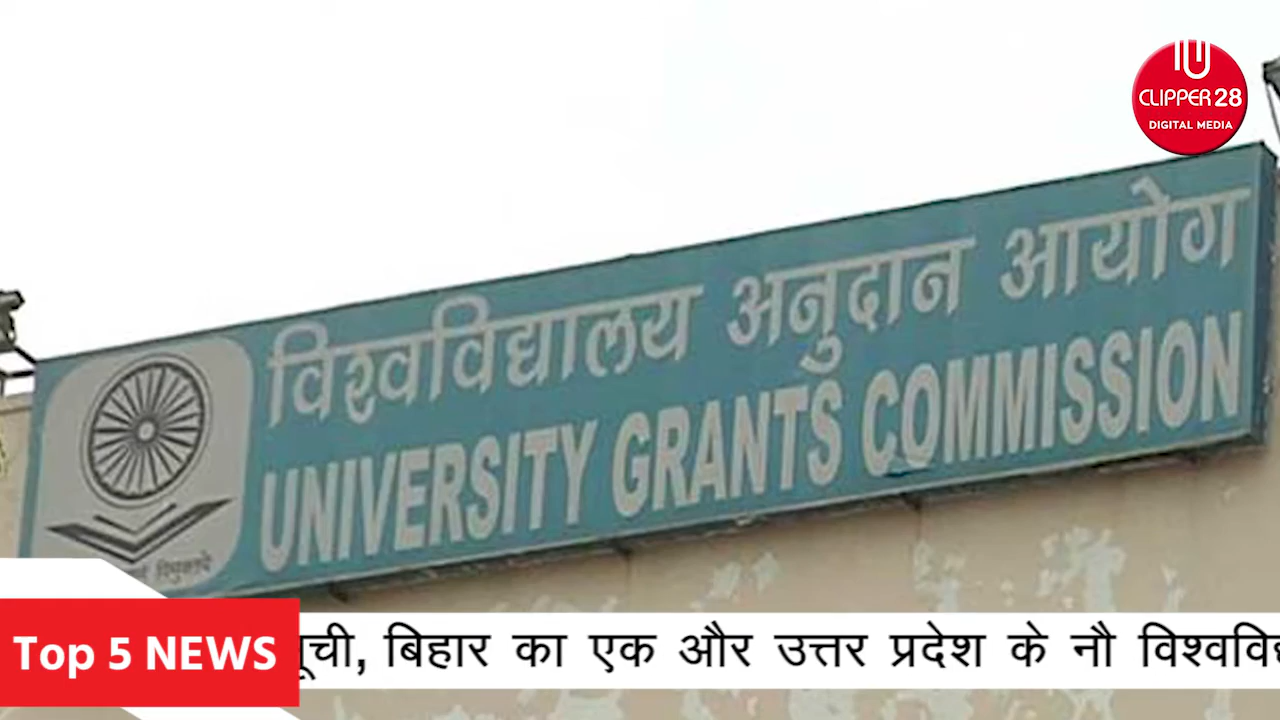 CLIPPER 28
DIGITAL MEDIA
विश्वविद्यालय अनुदान आयोग
UNIVERSITY GRANTS COMMISSION
Top 5 NEWS
बिहार का एक और उत्तर प्रदेश के नौ